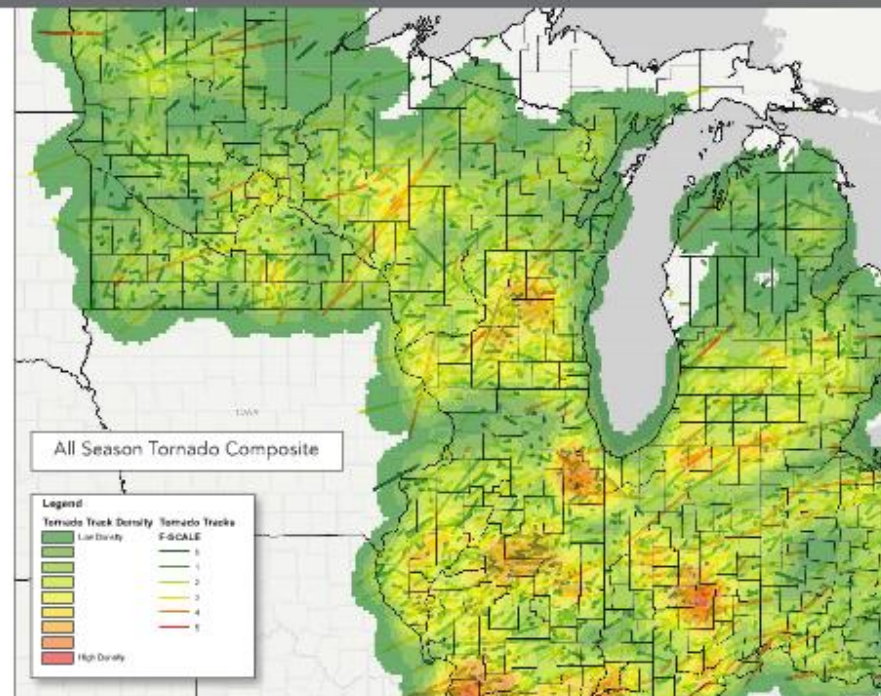 IOWA
All Season Tornado Composite
Legend
Tornado Track Density Tornado Tracks
Low Density F-SCALE
0
1
2
3
4
5
High Density